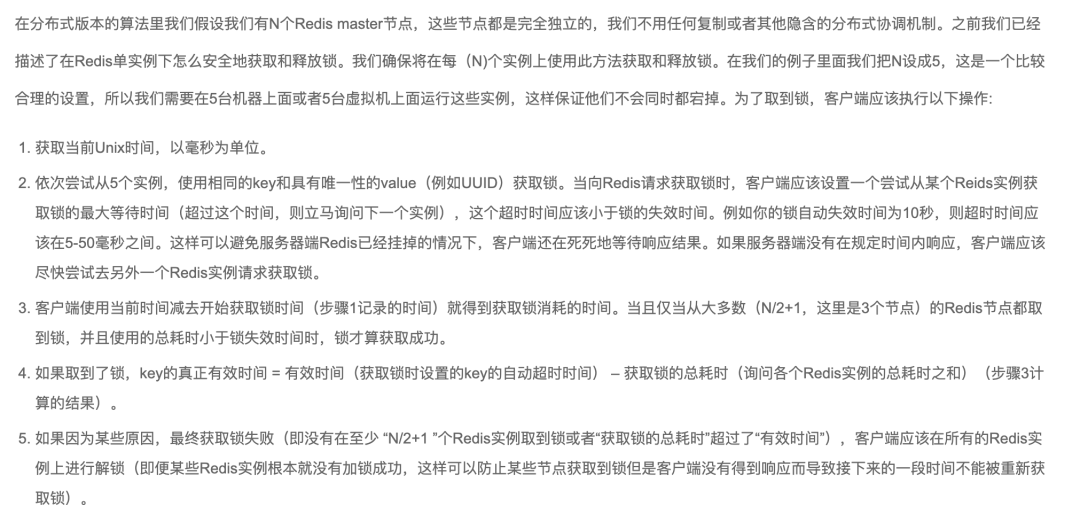 在分布式版本的算法里我们假设我们有N个Redis master节点，这些节点都是完全独立的，我们不用任何复制或者其他隐含的分布式协调机制。之前我们已经
描述了在Redis单实例下怎么安全地获取和释放锁。我们确保将在每（N)个实例上使用此方法获取和释放锁。在我们的例子里面我们把N设成5，这是一个比较
合理的设置，所以我们需要在5台机器上面或者5台虚拟机上面运行这些实例，这样保证他们不会同时都宕掉。为了取到锁，客户端应该执行以下操作:
1. 获取当前Unix时间，以毫秒为单位。
2. 依次尝试从5个实例，使用相同的key和具有唯一性的value（例如UUID）获取锁。当向Redis请求获取锁时，客户端应该设置一个尝试从某个Reids实例获
取锁的最大等待时间（超过这个时间，则立马询问下一个实例），这个超时时间应该小于锁的失效时间。例如你的锁自动失效时间为10秒，则超时时间应
该在5-50毫秒之间。这样可以避免服务器端Redis已经挂掉的情况下，客户端还在死死地等待响应结果。如果服务器端没有在规定时间内响应，客户端应该
尽快尝试去另外一个Redis实例请求获取锁。
3. 客户端使用当前时间减去开始获取锁时间（步骤1记录的时间）就得到获取锁消耗的时间。当且仅当从大多数（N/2+1，这里是3个节点）的Redis节点都取
到锁，并且使用的总耗时小于锁失效时间时，锁才算获取成功。
4. 如果取到了锁，key的真正有效时间 = 有效时间（获取锁时设置的key的自动超时时间） – 获取锁的总耗时（询问各个Redis实例的总耗时之和）（步骤3计
算的结果）。
5. 如果因为某些原因，最终获取锁失败（即没有在至少 “N/2+1 ”个Redis实例取到锁或者“获取锁的总耗时”超过了“有效时间”），客户端应该在所有的Redis实
例上进行解锁（即便某些Redis实例根本就没有加锁成功，这样可以防止某些节点获取到锁但是客户端没有得到响应而导致接下来的一段时间不能被重新获
取锁）。